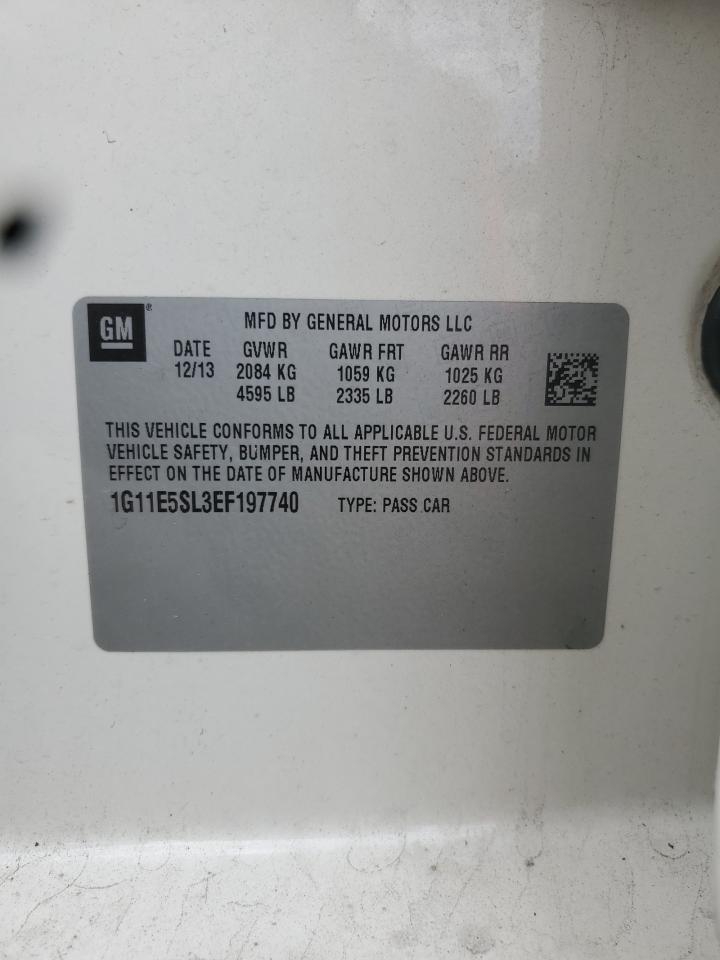 GM®
MFD BY GENERAL MOTORS LLC
DATE GVWR GAWR FRT GAWR RR
12/13 2084 KG 1059 KG 1025 KG
4595 LB 2335 LB 2260 LB
THIS VEHICLE CONFORMS TO ALL APPLICABLE U.S. FEDERAL MOTOR
VEHICLE SAFETY, BUMPER, AND THEFT PREVENTION STANDARDS IN
EFFECT ON THE DATE OF MANUFACTURE SHOWN ABOVE.
1G11E5SL3EF197740 TYPE: PASS CAR